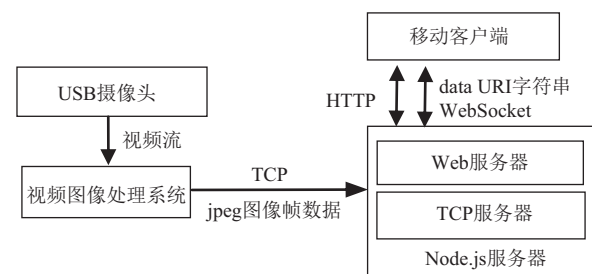 移动客户端
USB摄像头
HTTP
data URI字符串
WebSocket
视频流
Web服务器
视频图像处理系统
TCP
jpeg图像帧数据
TCP服务器
Node.js服务器